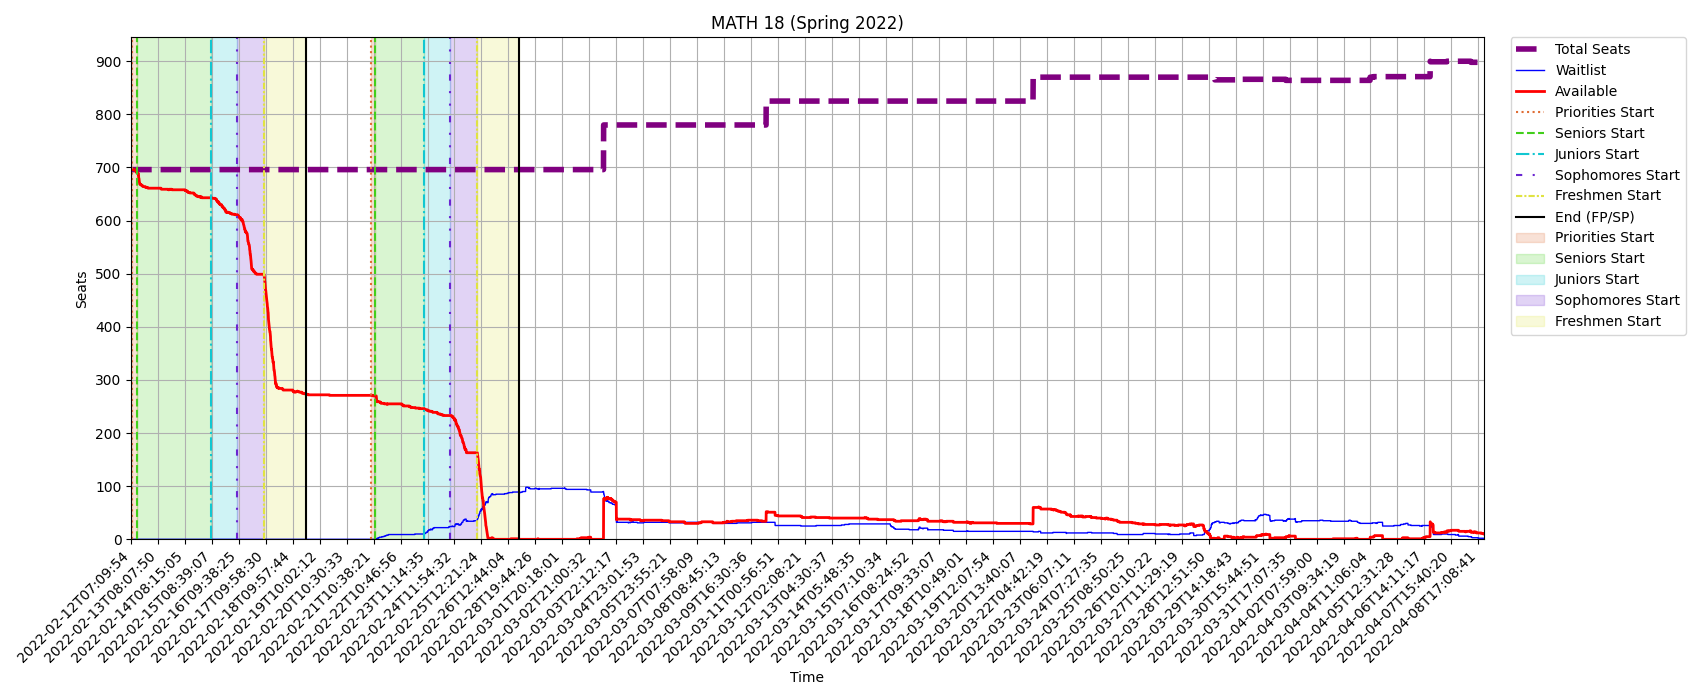 MATH 18 (Spring 2022)
Seats
900
800
700
600
500
400
300
200
100
0
2022-02-12T07:09:54
2022-02-13T08:07:50
2022-02-14T08:15:05
2022-02-15T08:39:07
2022-02-16T09:38:25
2022-02-17T09:58:30
2022-02-18T09:57:44
2022-02-19T10:02:12
2022-02-20T10:30:33
2022-02-21T10:38:21
2022-02-22T10:46:56
2022-02-23T11:14:35
2022-02-24T11:54:32
2022-02-25T12:21:24
2022-02-26T12:44:04
2022-02-28T19:44:26
2022-03-01T20:18:01
2022-03-02T21:00:32
2022-03-03T22:12:17
2022-03-04T23:01:53
2022-03-05T23:55:21
2022-03-07T07:58:09
2022-03-08T08:45:13
2022-03-09T16:30:36
2022-03-11T00:56:51
2022-03-12T02:08:21
2022-03-13T04:30:37
2022-03-14T05:48:35
2022-03-15T07:10:34
2022-03-16T08:24:52
2022-03-17T09:33:07
2022-03-18T10:49:01
2022-03-19T12:07:54
2022-03-20T13:40:07
2022-03-22T04:42:19
2022-03-23T06:07:11
2022-03-24T07:27:35
2022-03-25T08:50:25
2022-03-26T10:10:22
2022-03-27T11:29:19
2022-03-28T12:51:50
2022-03-29T14:18:43
2022-03-30T15:44:51
2022-03-31T17:07:35
2022-04-02T07:59:00
2022-04-03T09:34:19
2022-04-04T11:06:04
2022-04-05T12:31:28
2022-04-06T14:11:17
2022-04-07T15:40:20
2022-04-08T17:08:41
Time
Total Seats
Waitlist
Available
Priorities Start
Seniors Start
Juniors Start
Sophomores Start
Freshmen Start
End (FP/SP)
Priorities Start
Seniors Start
Juniors Start
Sophomores Start
Freshmen Start